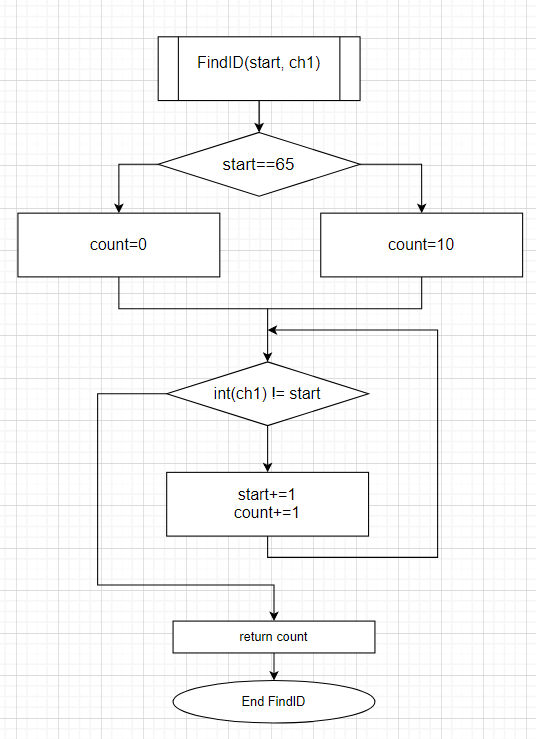 FindID(start, ch1)
start==65
count=0
count=10
int(ch1) != start
start+=1
count+=1
return count
End FindID